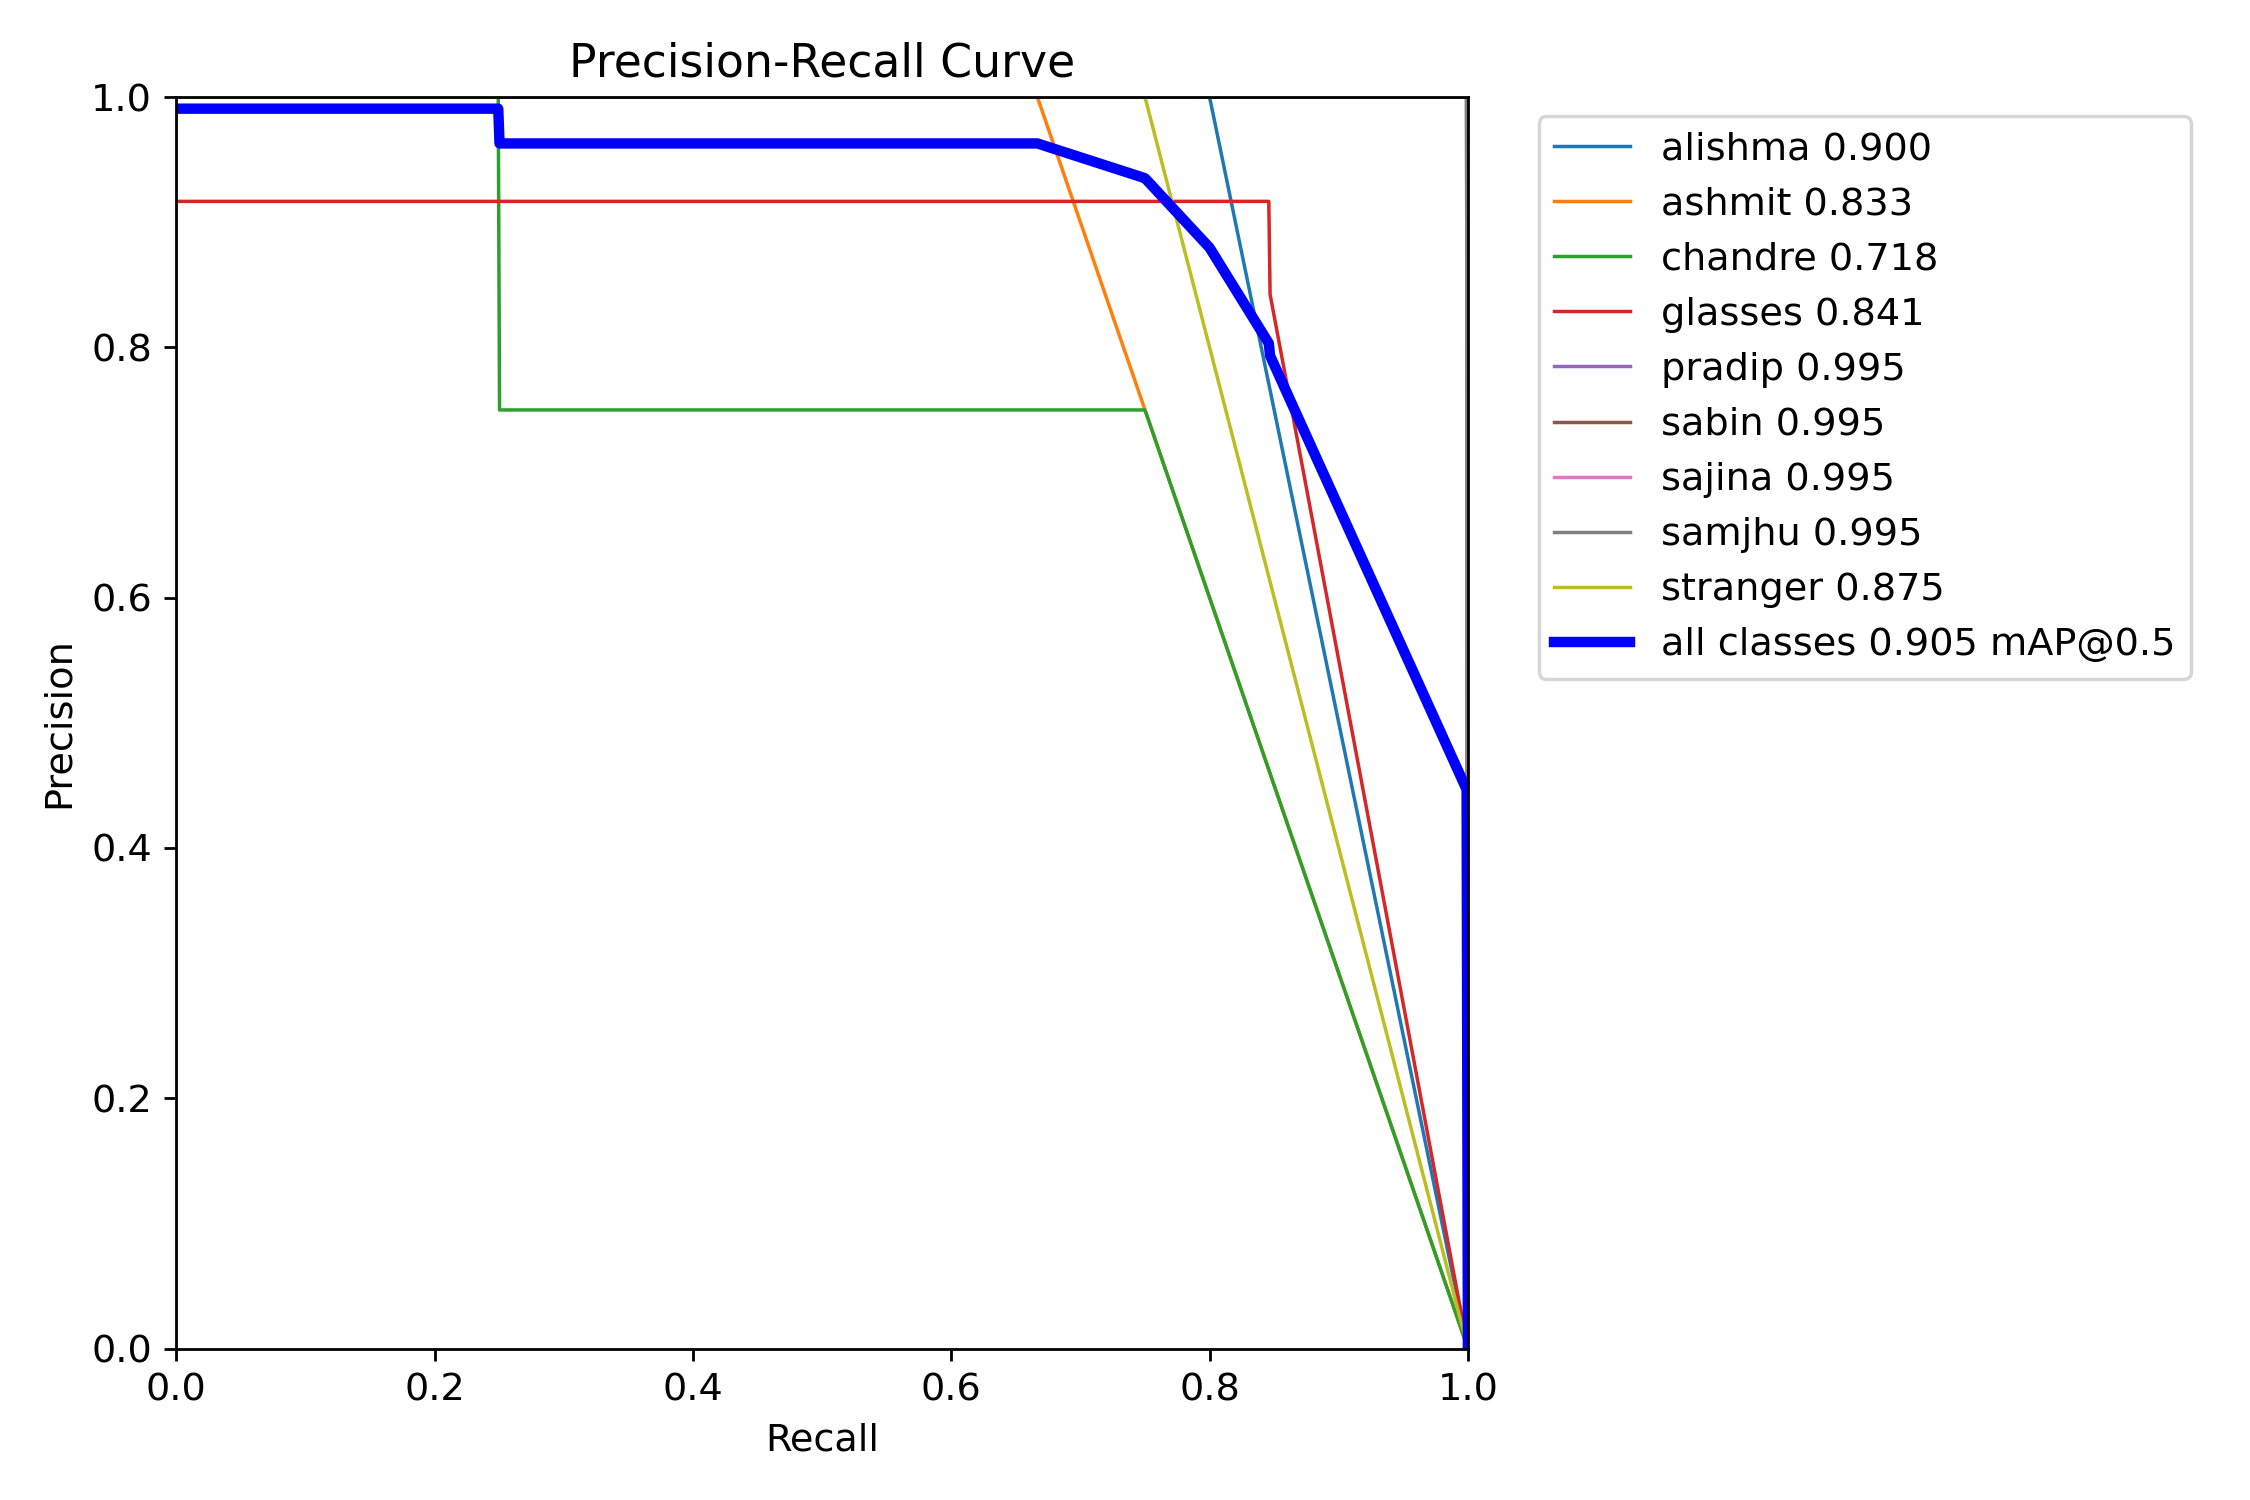 Precision-Recall Curve
1.0
0.8
0.6
0.4
0.2
0.0
Precision
0.0 0.2 0.4 0.6 0.8 1.0
Recall
alishma 0.900
ashmit 0.833
chandre 0.718
glasses 0.841
pradip 0.995
sabin 0.995
sajina 0.995
samjhu 0.995
stranger 0.875
all classes 0.905 mAP@0.5